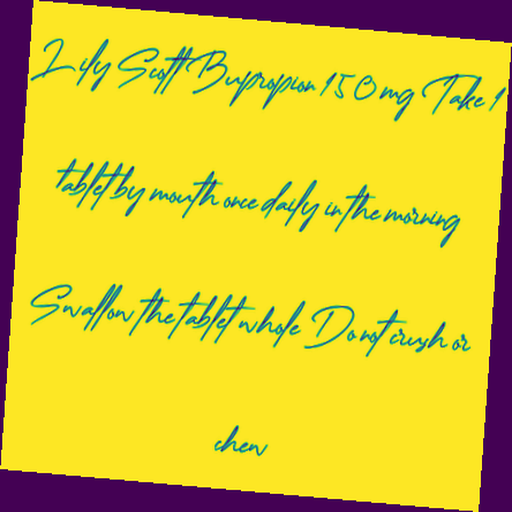 Lily Scott Bupropion 150 mg Take 1
tablet by mouth once daily in the morning
Swallow the tablet whole Do not crush or
chew